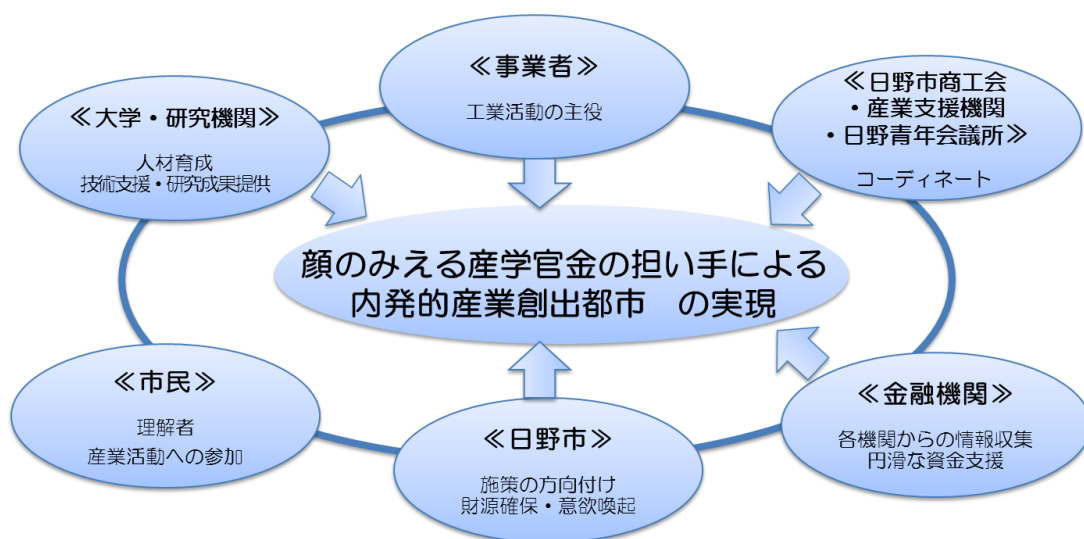 ≪事業者≫
工業活動の主役
≪大学・研究機関≫
人材育成
技術支援・研究成果提供
≪日野市商工会
・産業支援機関
・日野青年会議所≫
コーディネート
顔のみえる産学官金の担い手による
内発的産業創出都市　の実現
≪市民≫
理解者
産業活動への参加
≪日野市≫
施策の方向付け
財源確保・意欲喚起
≪金融機関≫
各機関からの情報収集
円滑な資金支援